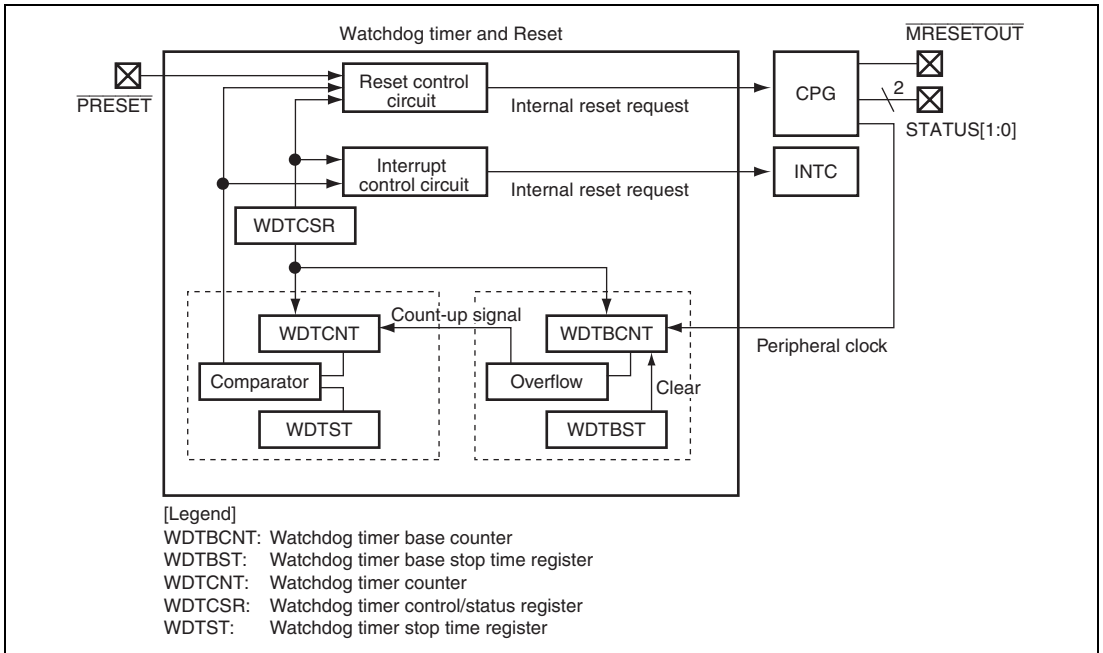 Watchdog timer and Reset
MRESETOUT
PRESET
Reset control
circuit
Internal reset request
CPG
2
STATUS[1:0]
Interrupt
control circuit
Internal reset request
INTC
WDTCSR
WDTCNT
Count-up signal
WDTBCNT
Peripheral clock
Comparator
Overflow
Clear
WDTST
WDTBST
[Legend]
WDTBCNT: Watchdog timer base counter
WDTBST: Watchdog timer base stop time register
WDTCNT: Watchdog timer counter
WDTCSR: Watchdog timer control/status register
WDTST: Watchdog timer stop time register